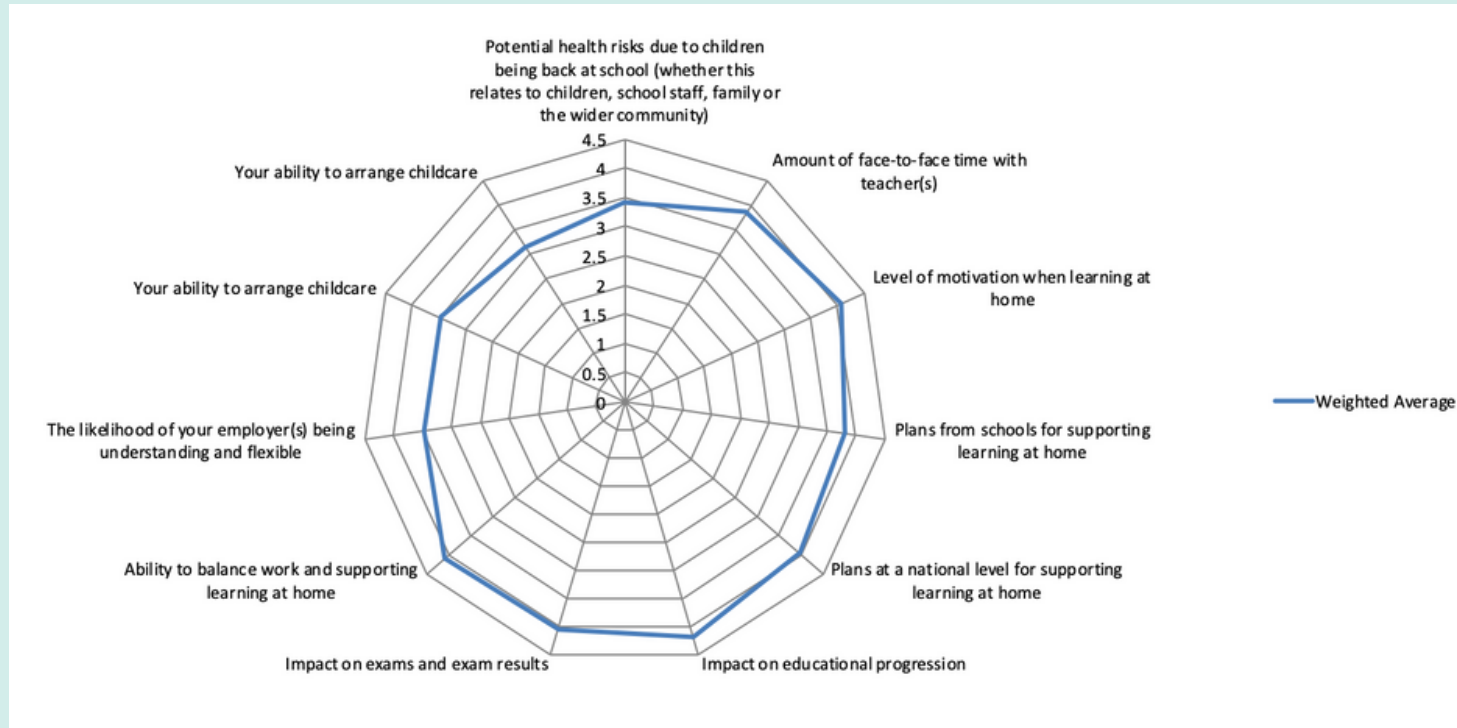 Potential health risks due to children
being back at school (whether this
relates to children, school staff, family or
the wider community)
4.5
4
3.5
3
2.5
2
1.5
1
0.5
0
Amount of face-to-face time with
teacher(s)
Level of motivation when learning at
home
Plans from schools for supporting
learning at home
Plans at a national level for supporting
learning at home
Impact on educational progression
Impact on exams and exam results
Ability to balance work and supporting
learning at home
The likelihood of your employer(s) being
understanding and flexible
Your ability to arrange childcare
Your ability to arrange childcare
Weighted Average